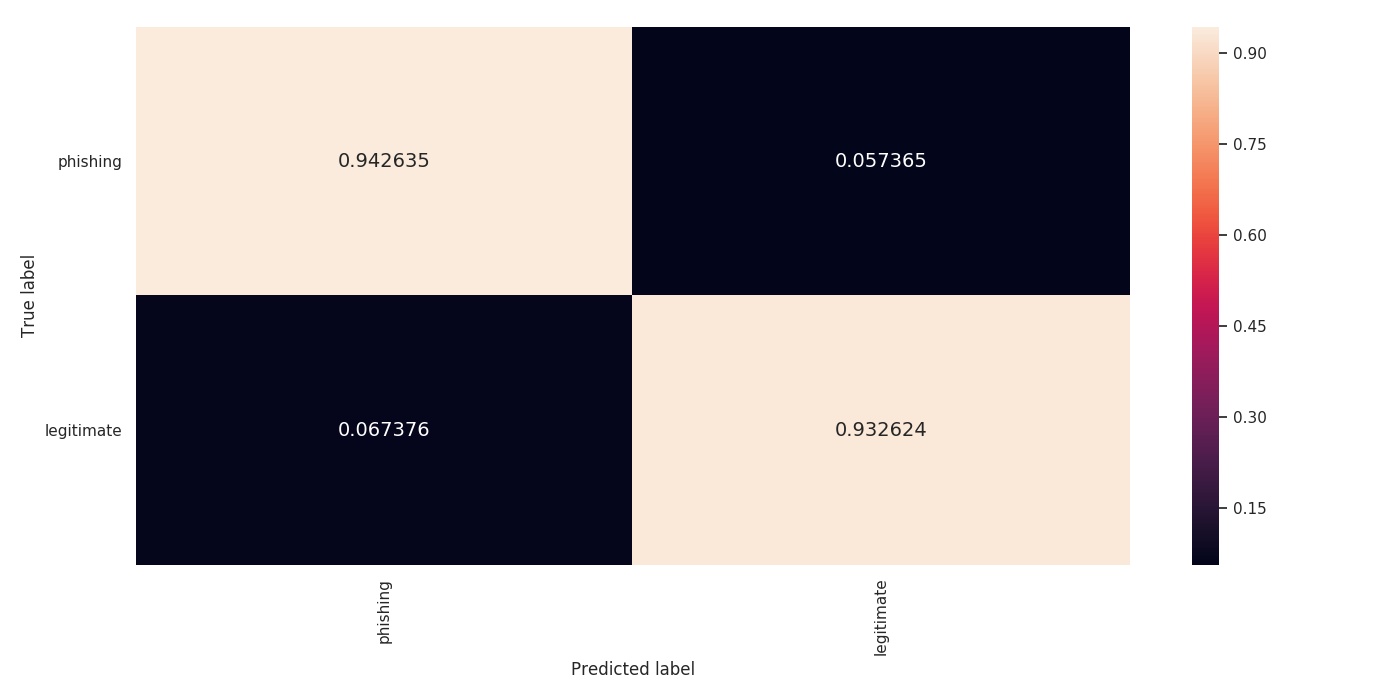 phishing
0.942635 0.057365
legitimate
0.067376 0.932624
True label
phishing legitimate
Predicted label
0.90
0.75
0.60
0.45
0.30
0.15